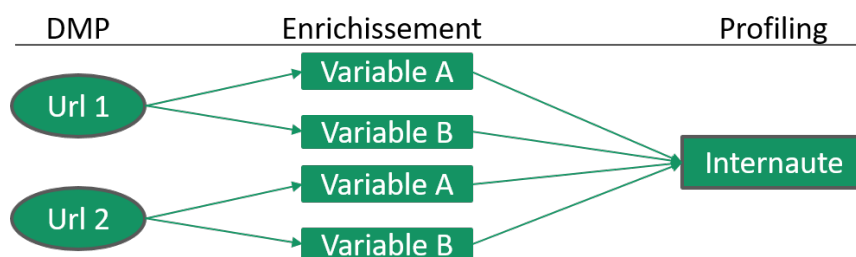 DMP Enrichissement Profiling
Variable A
Url 1
Variable B
Internaute
Variable A
Url 2
Variable B